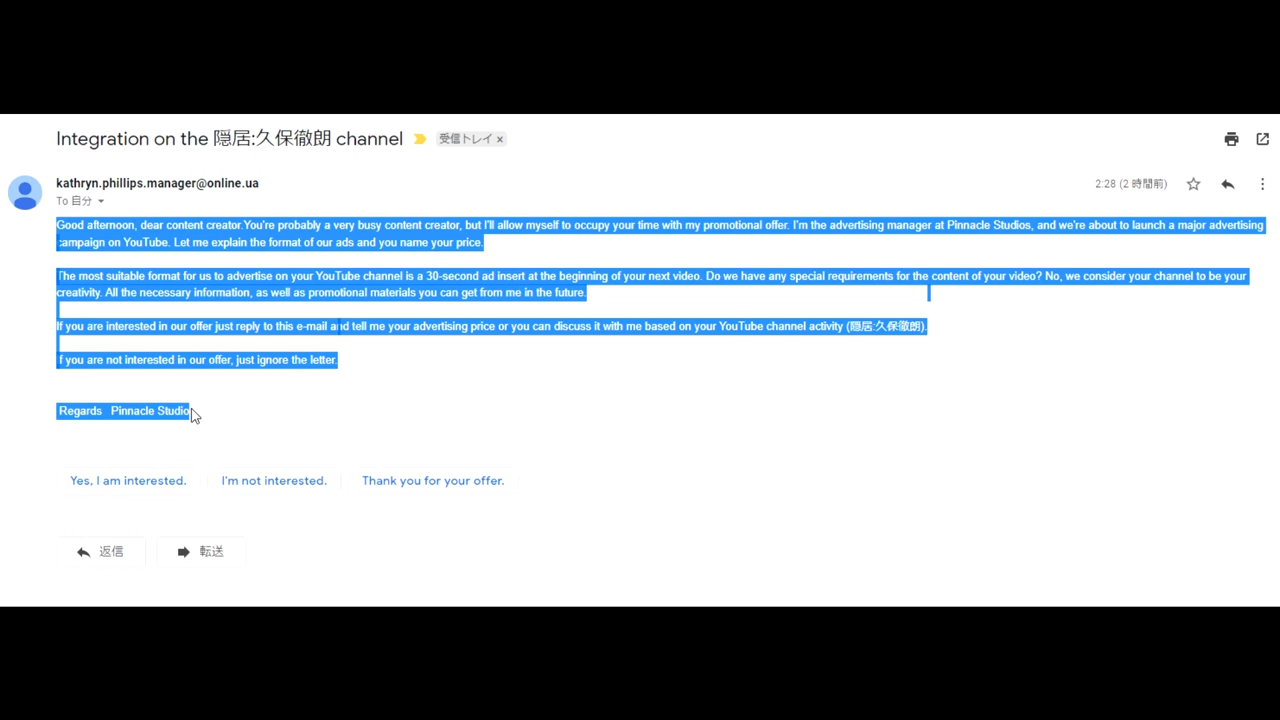 Integration on the 隠居:久保徹朗 channel 受信トレイ ×
kathryn.phillips.manager@online.ua 2:28 (2 時間前)
To 自分
Good afternoon, dear content creator.You're probably a very busy content creator, but I'll allow myself to occupy your time with my promotional offer. I'm the advertising manager at Pinnacle Studios, and we're about to launch a major advertising
campaign on YouTube. Let me explain the format of our ads and you name your price.
The most suitable format for us to advertise on your YouTube channel is a 30-second ad insert at the beginning of your next video. Do we have any special requirements for the content of your video? No, we consider your channel to be your
creativity. All the necessary information, as well as promotional materials you can get from me in the future.
If you are interested in our offer just reply to this e-mail and tell me your advertising price or you can discuss it with me based on your YouTube channel activity (隠居:久保徹朗).
If you are not interested in our offer, just ignore the letter.
Regards Pinnacle Studio
Yes, I am interested. I'm not interested. Thank you for your offer.
返信 転送